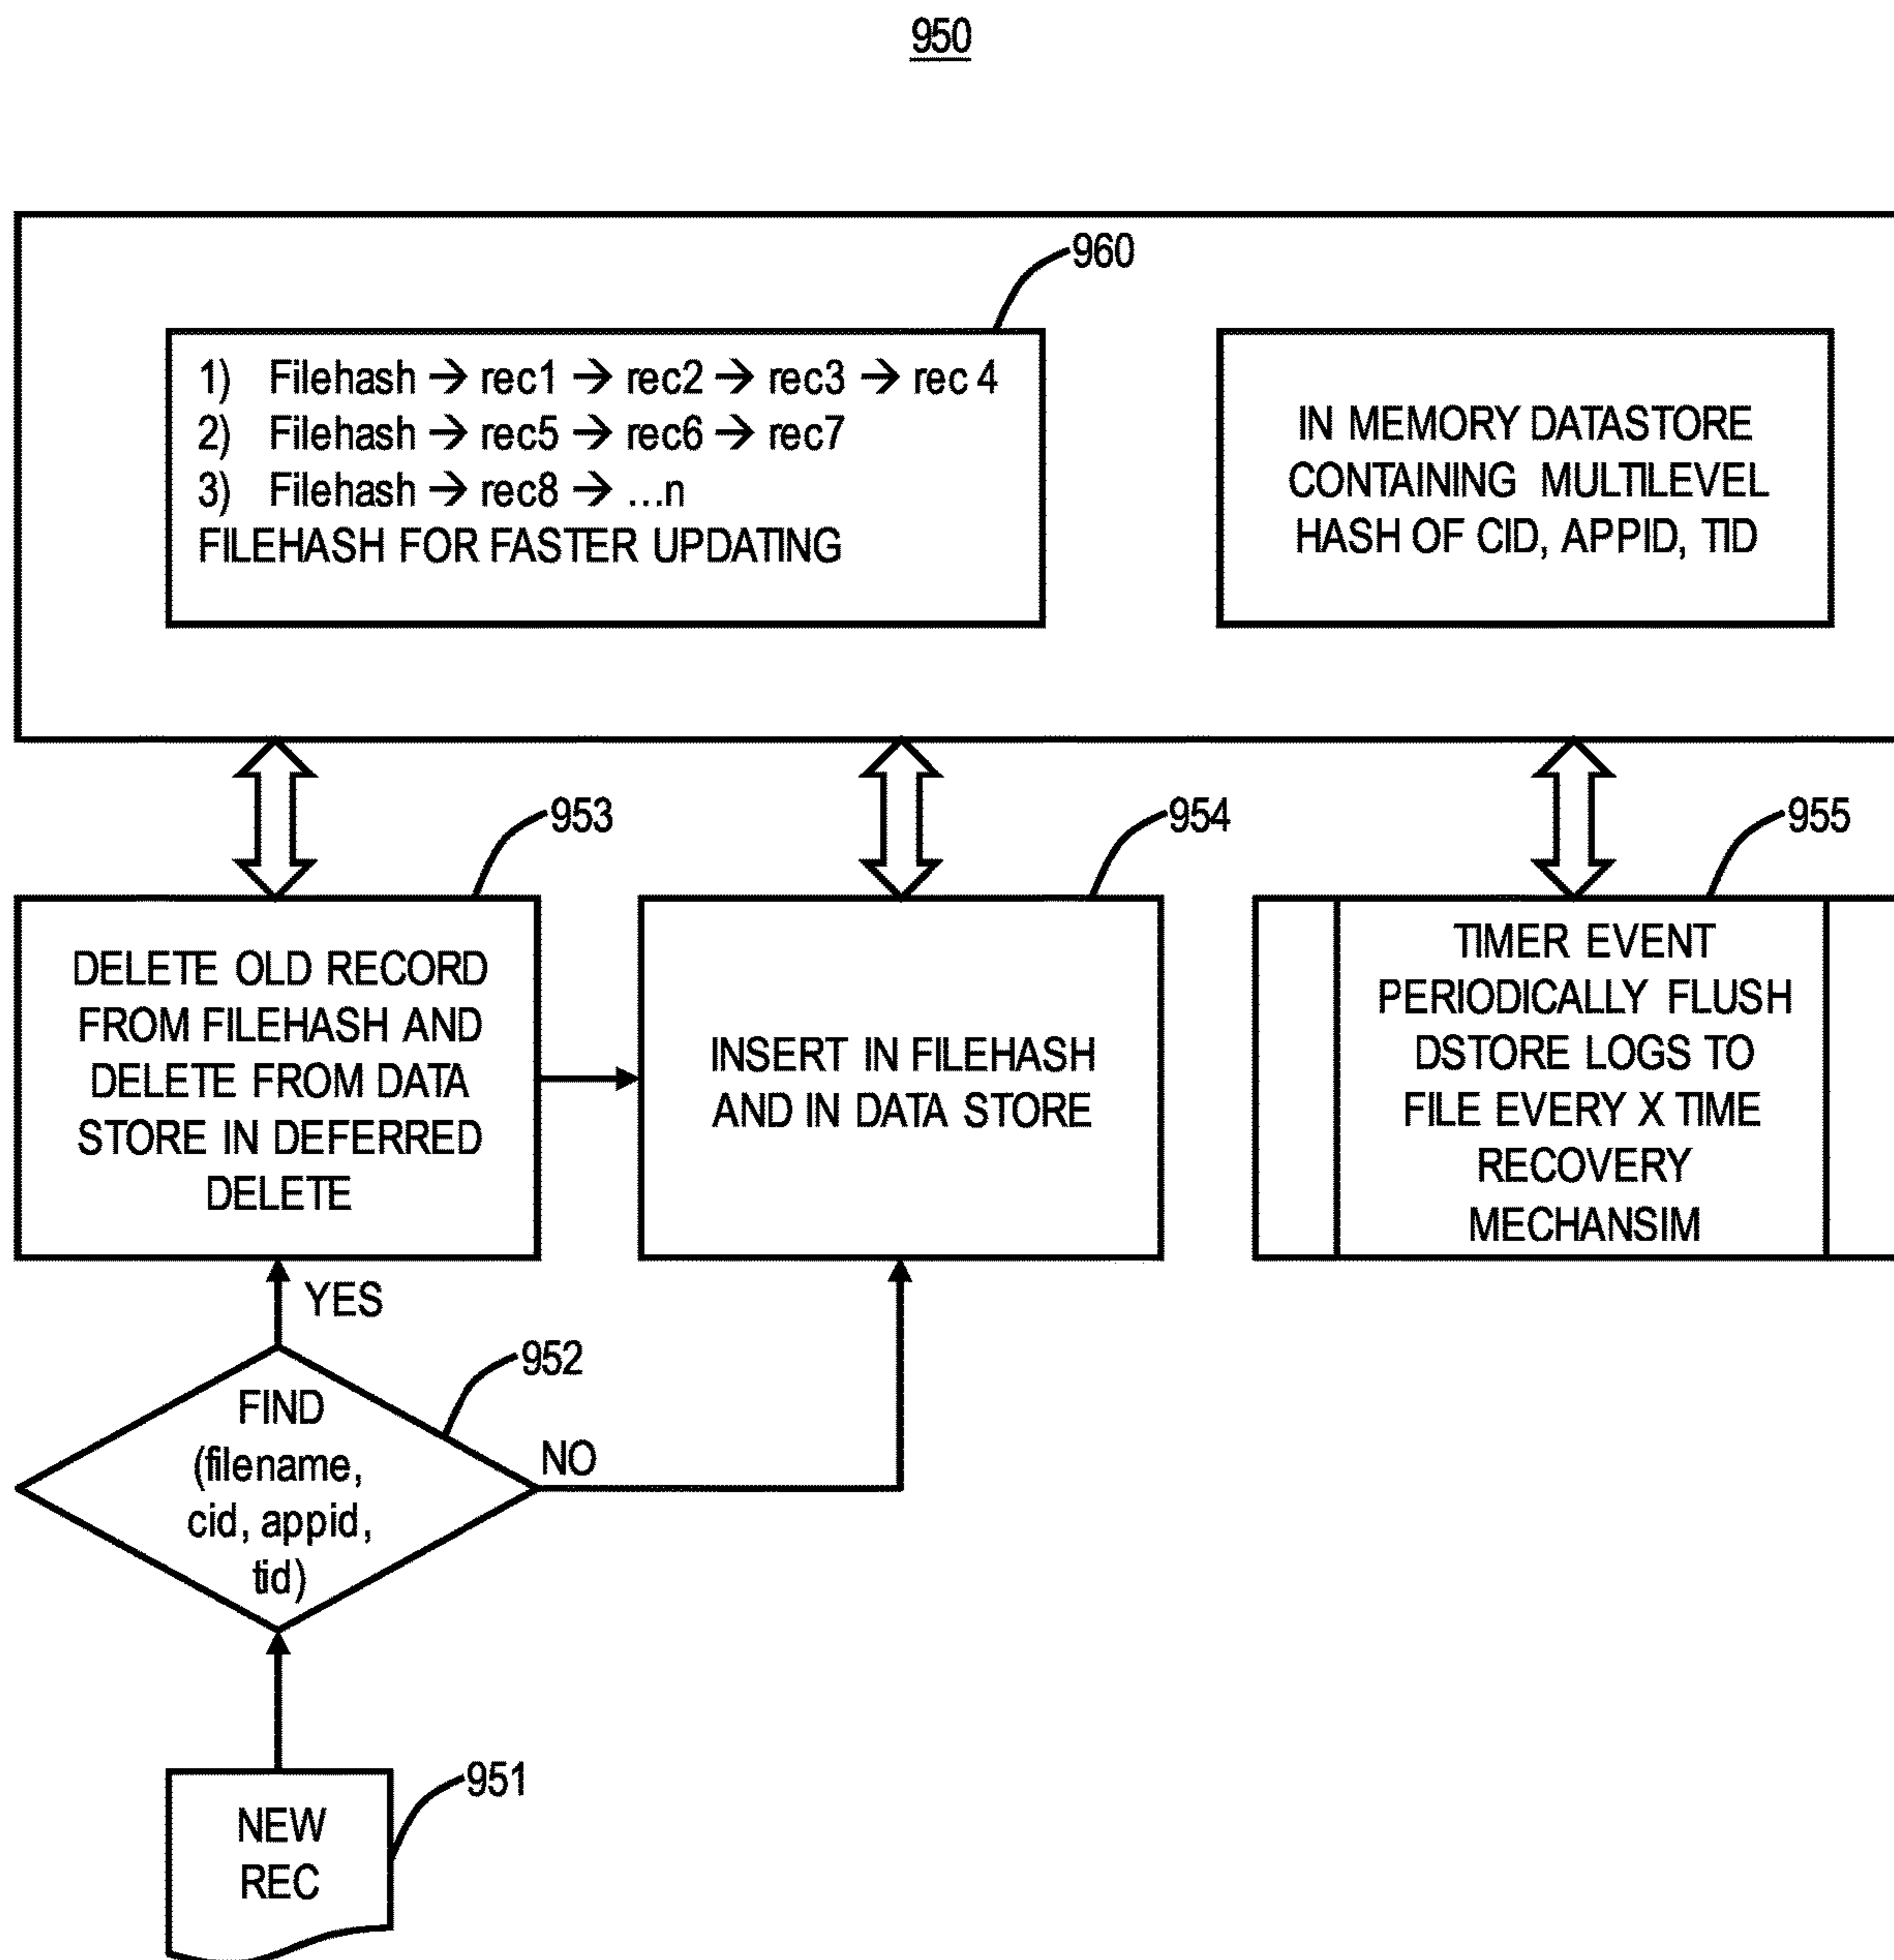 950
960
1) Filehash → rec1 → rec2 → rec3 → rec 4
2) Filehash → rec5 → rec6 → rec7
3) Filehash → rec8 → ...n
FILEHASH FOR FASTER UPDATING
IN MEMORY DATASTORE
CONTAINING MULTILEVEL
HASH OF CID, APPID, TID
953
954
955
DELETE OLD RECORD
FROM FILEHASH AND
DELETE FROM DATA
STORE IN DEFERRED
DELETE
INSERT IN FILEHASH
AND IN DATA STORE
TIMER EVENT
PERIODICALLY FLUSH
DSTORE LOGS TO
FILE EVERY X TIME
RECOVERY
MECHANSIM
YES
952
FIND
(filename,
cid, appid,
tid)
NO
951
NEW
REC